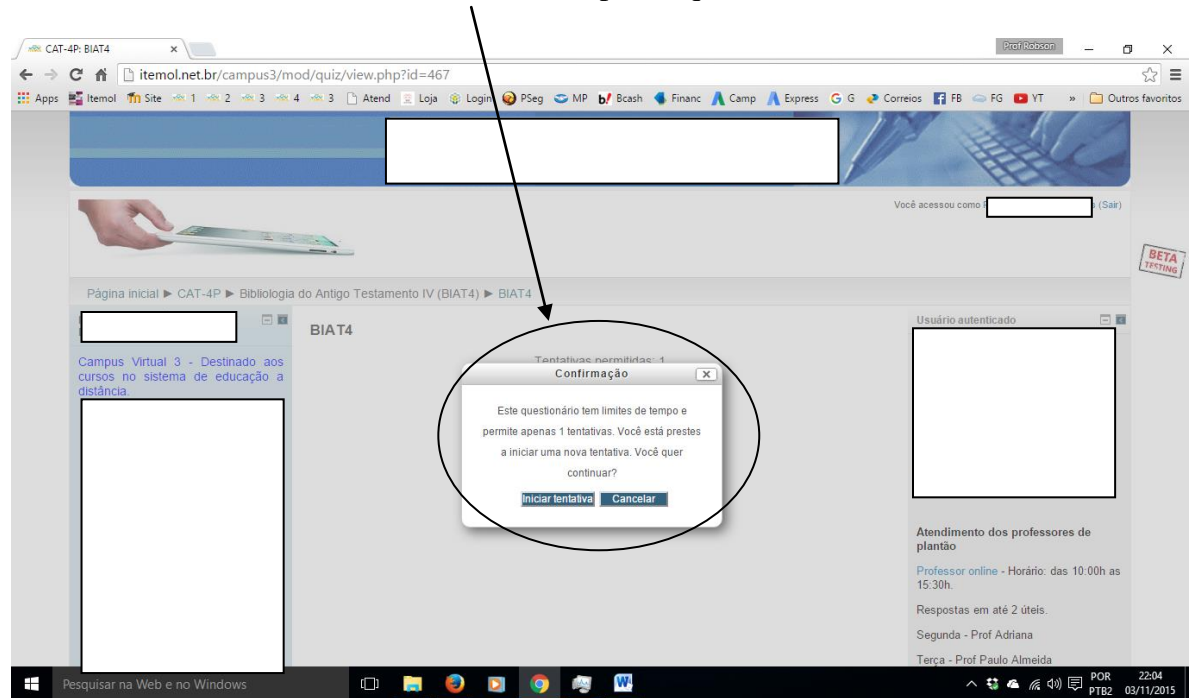 CAT-4P: BIAT4
Prof Robson
itemol.net.br/campus3/mod/quiz/view.php?id=467
Apps Itemol Site 1 2 3 4 3 Atend Loja Login PSeg MP Bcash Financ Camp Express G Correios FB FG YT » Outros favoritos
Você acessou como (Sair)
BETA
TESTING
Página inicial ► CAT-4P ► Bibliologia do Antigo Testamento IV (BIAT4) ► BIAT4
BIAT4
Campus Virtual 3 - Destinado aos
cursos no sistema de educação a
distância.
Tentativas permitidas: 1
Confirmação
Este questionário tem limites de tempo e
permite apenas 1 tentativas. Você está prestes
a iniciar uma nova tentativa. Você quer
continuar?
Iniciar tentativa Cancelar
Usuário autenticado
Atendimento dos professores de
plantão
Professor online - Horário: das 10:00h as
15:30h.
Respostas em até 2 úteis.
Segunda - Prof Adriana
Terça - Prof Paulo Almeida
Pesquisar na Web e no Windows
POR 22:04
PTB2 03/11/2015